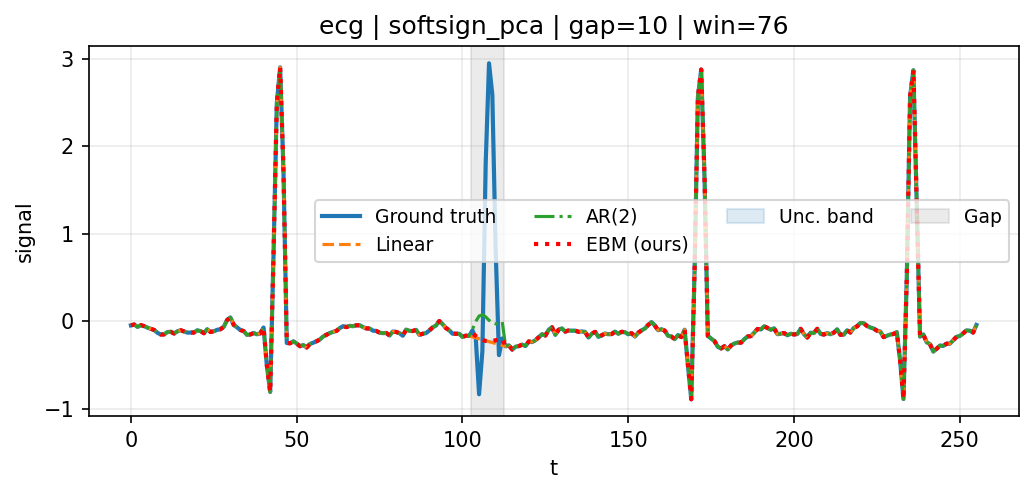 ecg | softsign_pca | gap=10 | win=76
3
2
1
0
−1
signal
Ground truth
Linear
AR(2)
EBM (ours)
Unc. band
Gap
0 50 100 150 200 250
t